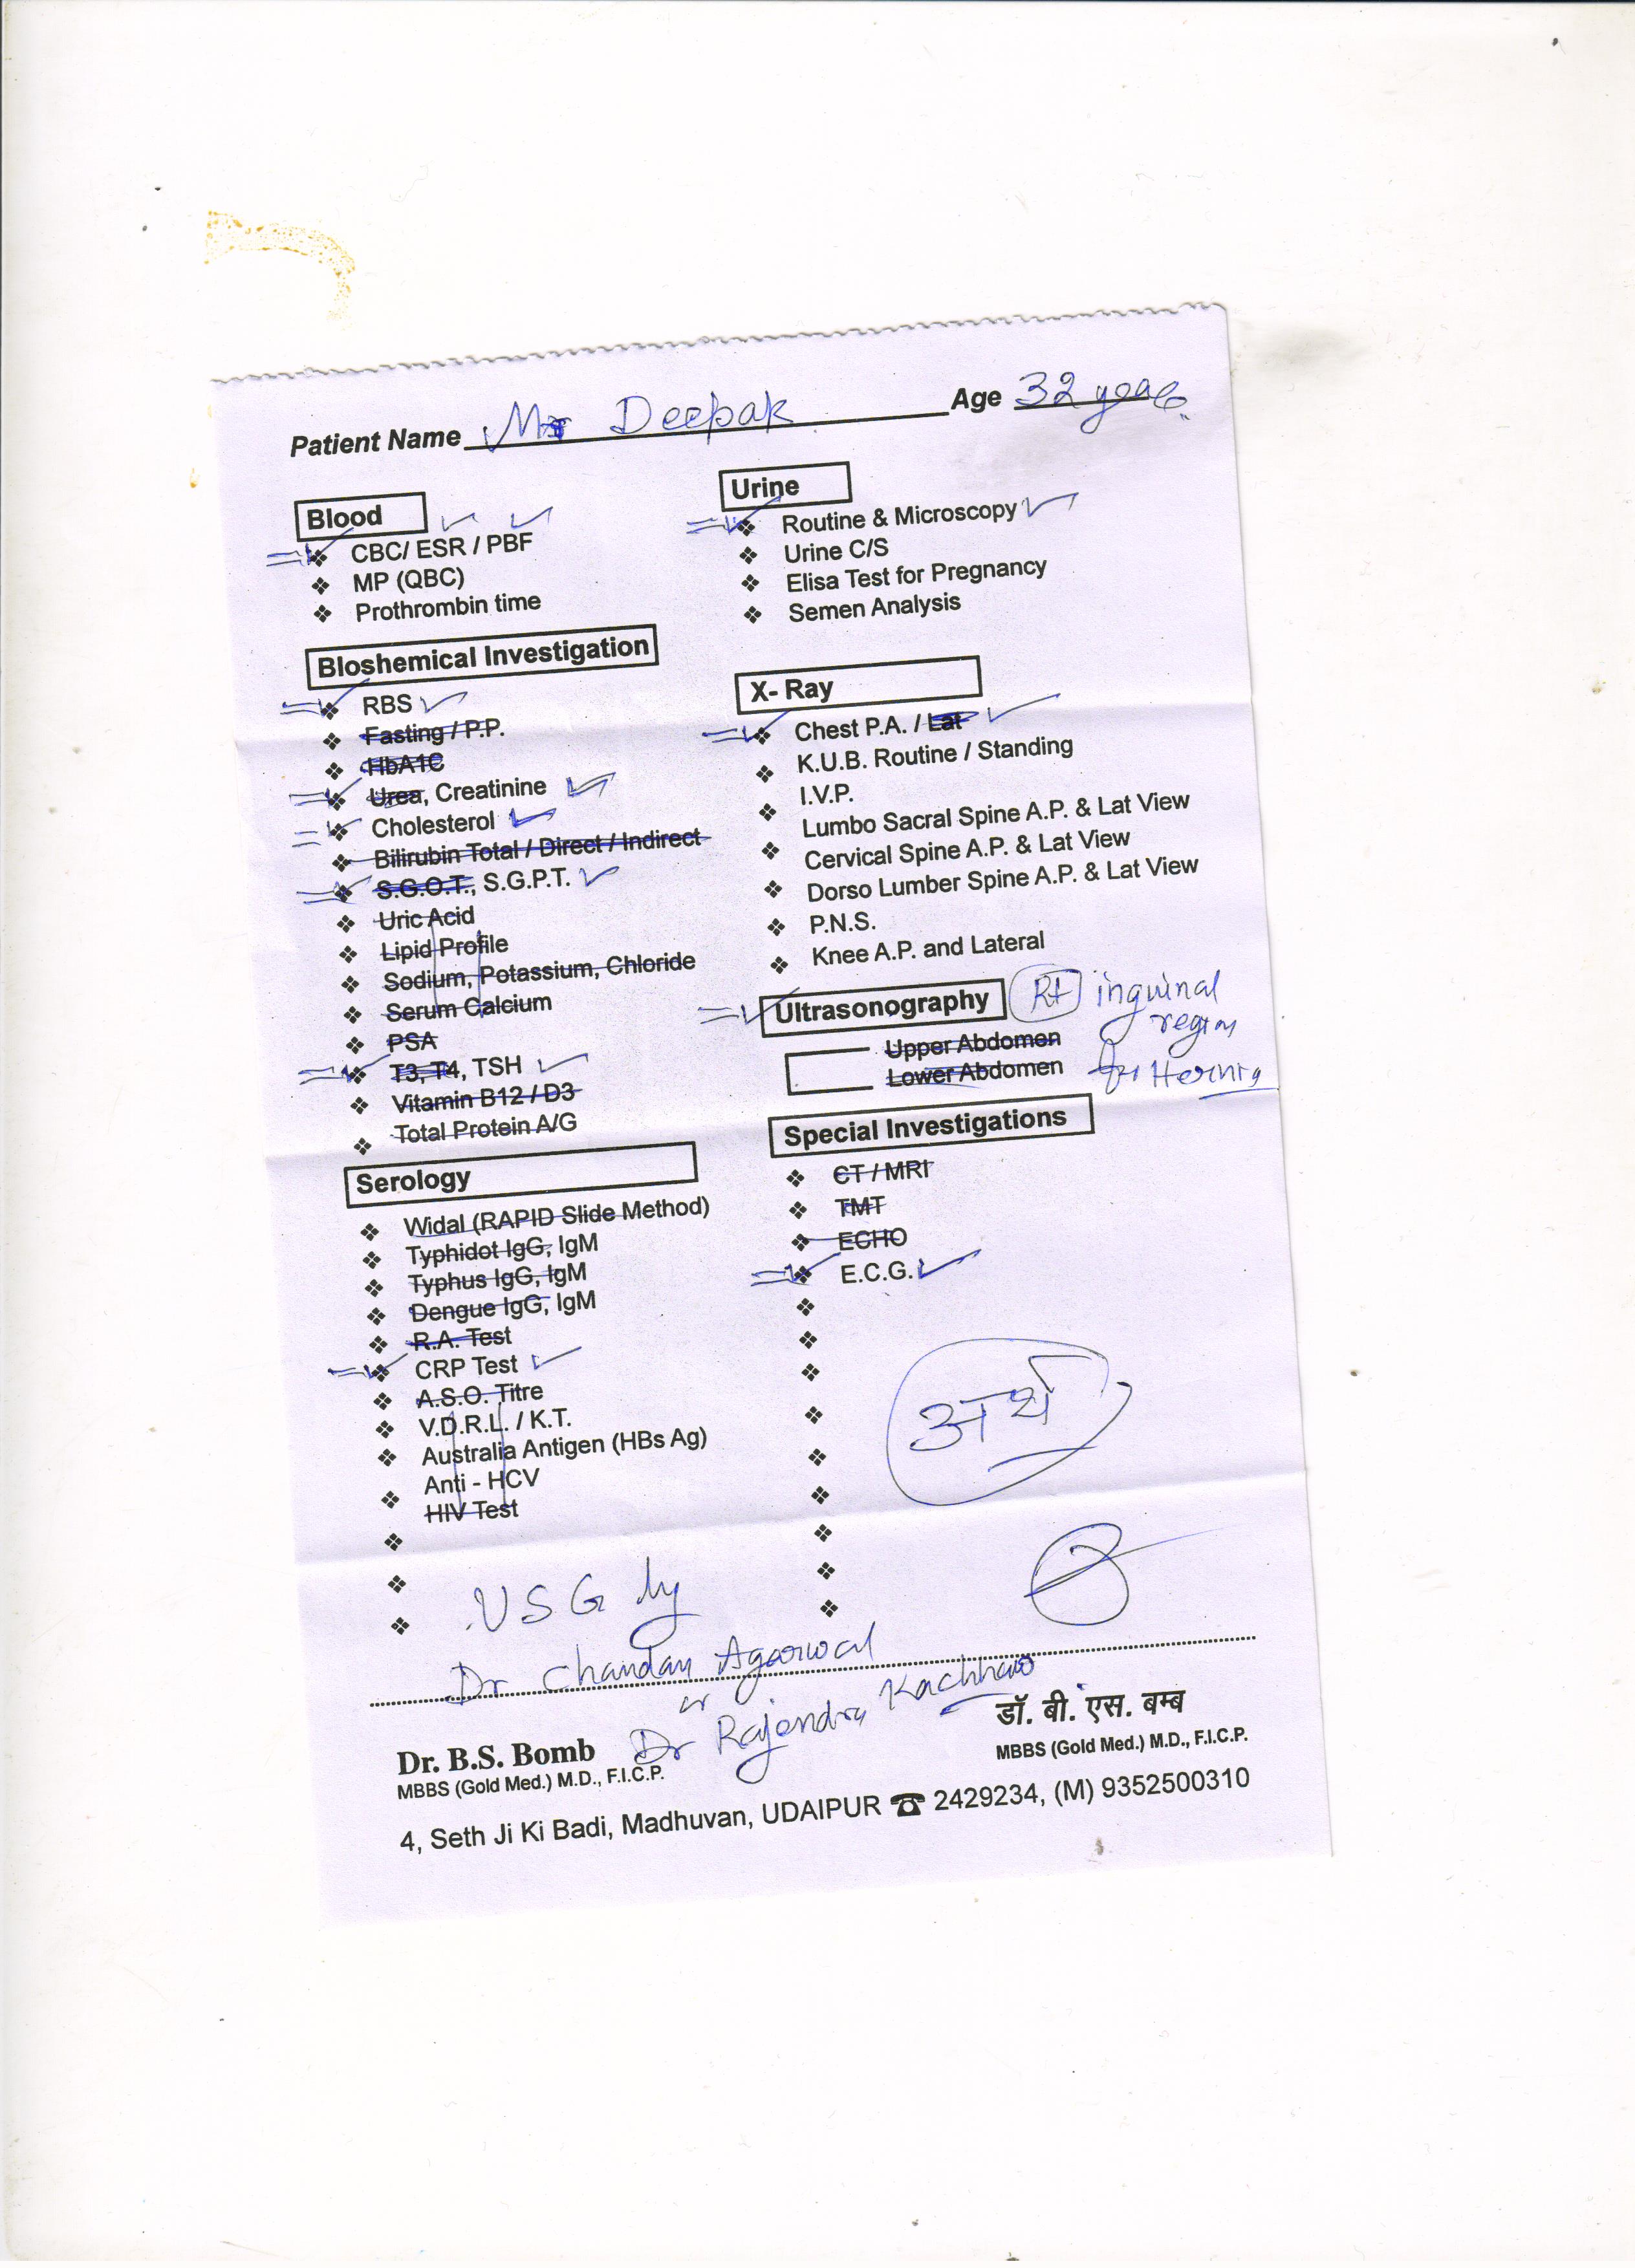 Patient Name Mr Deepak Age 32 years
Blood
CBC/ ESR / PBF
MP (QBC)
Prothrombin time
Bloshemical Investigation
RBS
Fasting / P.P.
HbA1C
Urea, Creatinine
Cholesterol
Bilirubin Total / Direct / Indirect
S.G.O.T., S.G.P.T.
Uric Acid
Lipid Profile
Sodium, Potassium, Chloride
Serum Calcium
PSA
T3, T4, TSH
Vitamin B12 / D3
Total Protein A/G
Serology
Widal (RAPID Slide Method)
Typhidot IgG, IgM
Typhus IgG, IgM
Dengue IgG, IgM
R.A. Test
CRP Test
A.S.O. Titre
V.D.R.L. / K.T.
Australia Antigen (HBs Ag)
Anti - HCV
HIV Test
Urine
Routine & Microscopy
Urine C/S
Elisa Test for Pregnancy
Semen Analysis
X- Ray
Chest P.A. / Lat
K.U.B. Routine / Standing
I.V.P.
Lumbo Sacral Spine A.P. & Lat View
Cervical Spine A.P. & Lat View
Dorso Lumber Spine A.P. & Lat View
P.N.S.
Knee A.P. and Lateral
Ultrasonography Rt inguinal
region
Upper Abdomen
Lower Abdomen for Hernia
Special Investigations
CT / MRI
TMT
ECHO
E.C.G.
अर्थ
USG by
Dr Chandan Agarwal
or
Dr Rajendra Kachhawa
Dr. B.S. Bomb
MBBS (Gold Med.) M.D., F.I.C.P.
डॉ. बी. एस. बम्ब
MBBS (Gold Med.) M.D., F.I.C.P.
4, Seth Ji Ki Badi, Madhuvan, UDAIPUR ☎ 2429234, (M) 9352500310